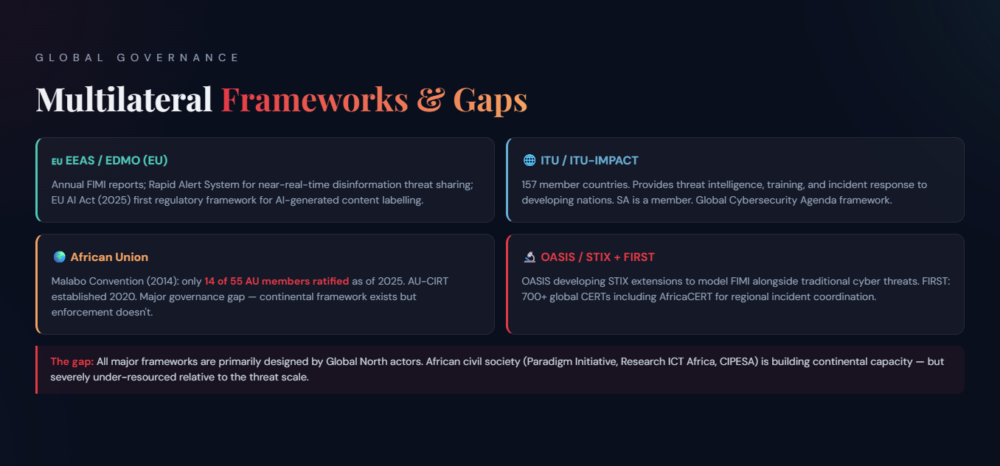 GLOBAL GOVERNANCE
Multilateral Frameworks & Gaps
EU EEAS / EDMO (EU)
Annual FIMI reports; Rapid Alert System for near-real-time disinformation threat sharing;
EU AI Act (2025) first regulatory framework for AI-generated content labelling.
ITU / ITU-IMPACT
157 member countries. Provides threat intelligence, training, and incident response to
developing nations. SA is a member. Global Cybersecurity Agenda framework.
African Union
Malabo Convention (2014): only 14 of 55 AU members ratified as of 2025. AU-CIRT
established 2020. Major governance gap — continental framework exists but
enforcement doesn't.
OASIS / STIX + FIRST
OASIS developing STIX extensions to model FIMI alongside traditional cyber threats. FIRST:
700+ global CERTs including AfricaCERT for regional incident coordination.
The gap: All major frameworks are primarily designed by Global North actors. African civil society (Paradigm Initiative, Research ICT Africa, CIPESA) is building continental capacity — but
severely under-resourced relative to the threat scale.